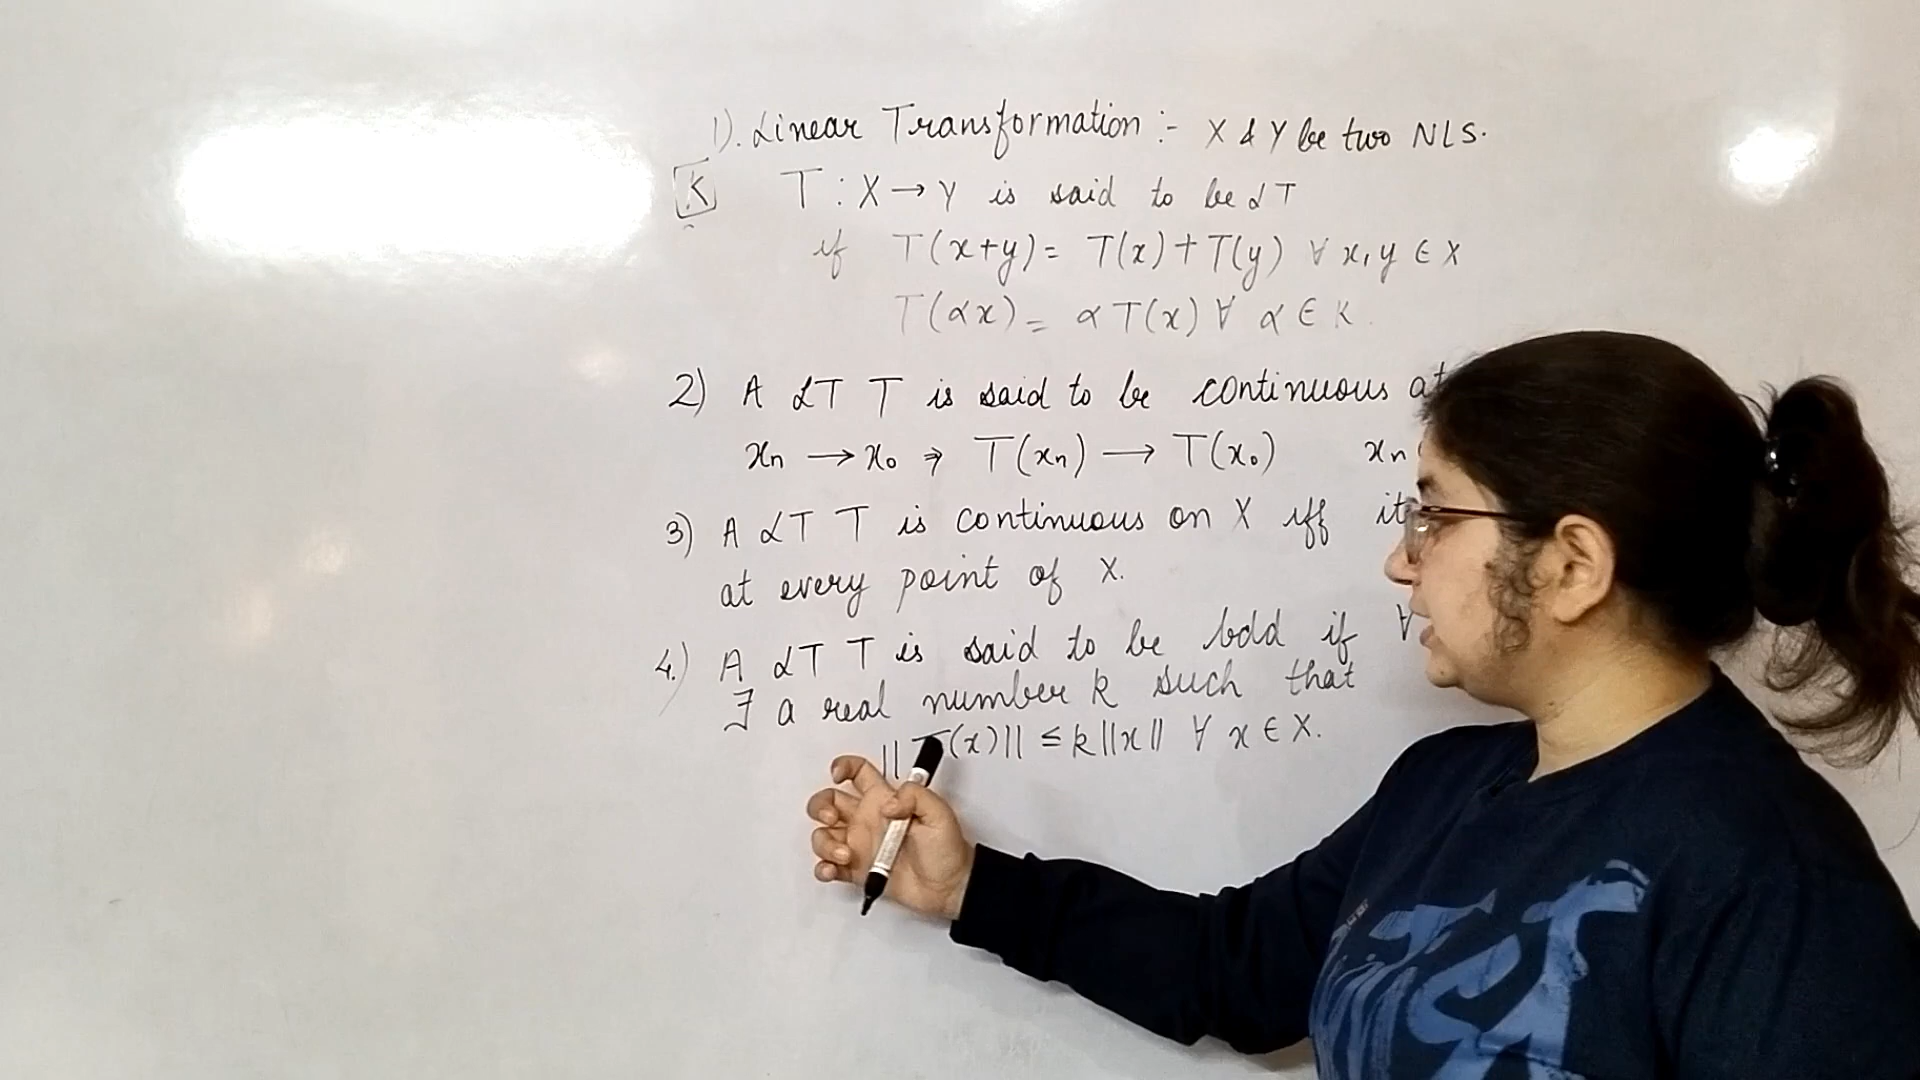 1). Linear Transformation :- X & Y be two NLS.
K T : X → Y is said to be LT
if T(x+y) = T(x) + T(y) ∀ x, y ∈ X
T(αx) = α T(x) ∀ α ∈ K.
2) A LT T is said to be continuous at
xn → x0 ⇒ T(xn) → T(x0) xn
3) A LT T is continuous on X iff it
at every point of X.
4.) A LT T is said to be bdd if ∀
∃ a real number k such that
|| T(x) || ≤ k ||x|| ∀ x ∈ X.